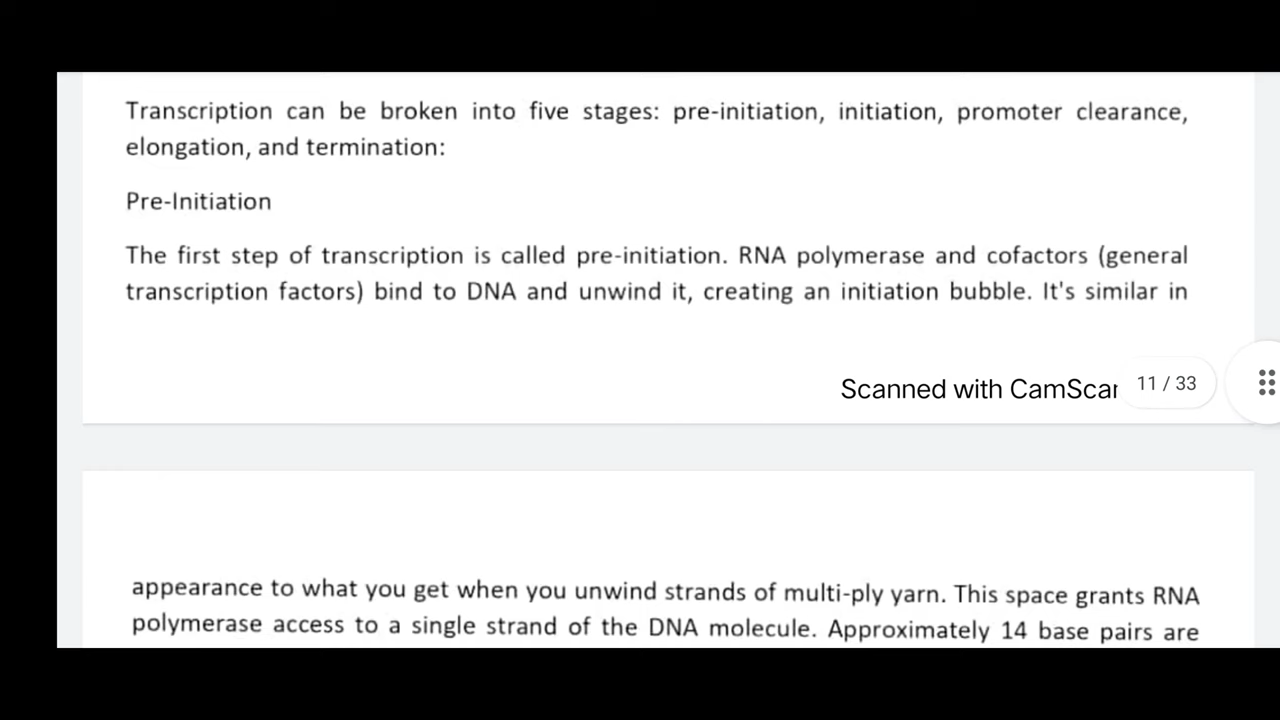 Transcription can be broken into five stages: pre-initiation, initiation, promoter clearance,
elongation, and termination:
Pre-Initiation
The first step of transcription is called pre-initiation. RNA polymerase and cofactors (general
transcription factors) bind to DNA and unwind it, creating an initiation bubble. It's similar in
Scanned with CamScan
11 / 33
appearance to what you get when you unwind strands of multi-ply yarn. This space grants RNA
polymerase access to a single strand of the DNA molecule. Approximately 14 base pairs are